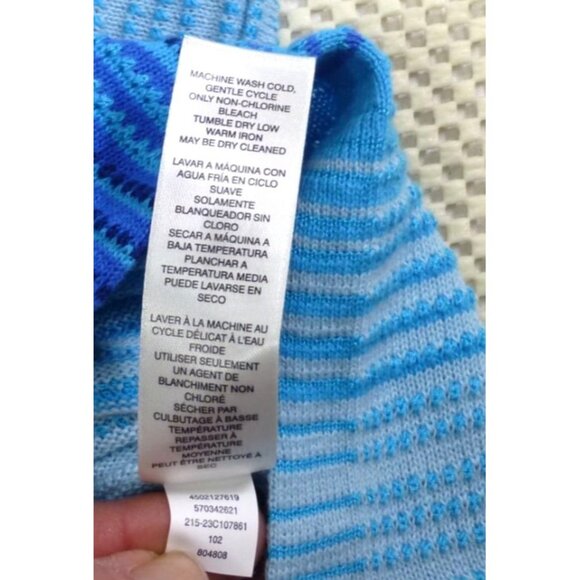 MACHINE WASH COLD,
GENTLE CYCLE
ONLY NON-CHLORINE
BLEACH
TUMBLE DRY LOW
WARM IRON
MAY BE DRY CLEANED
LAVAR A MÁQUINA CON
AGUA FRÍA EN CICLO
SUAVE
SOLAMENTE
BLANQUEADOR SIN
CLORO
SECAR A MÁQUINA A
BAJA TEMPERATURA
PLANCHAR A
TEMPERATURA MEDIA
PUEDE LAVARSE EN
SECO
LAVER À LA MACHINE AU
CYCLE DÉLICAT À L'EAU
FROIDE
UTILISER SEULEMENT
UN AGENT DE
BLANCHIMENT NON
CHLORÉ
SÉCHER PAR
CULBUTAGE À BASSE
TEMPÉRATURE
REPASSER À
TEMPÉRATURE
MOYENNE
PEUT ÊTRE NETTOYÉ À
SEC
4502127619
570342621
215-23C107861
102
804808